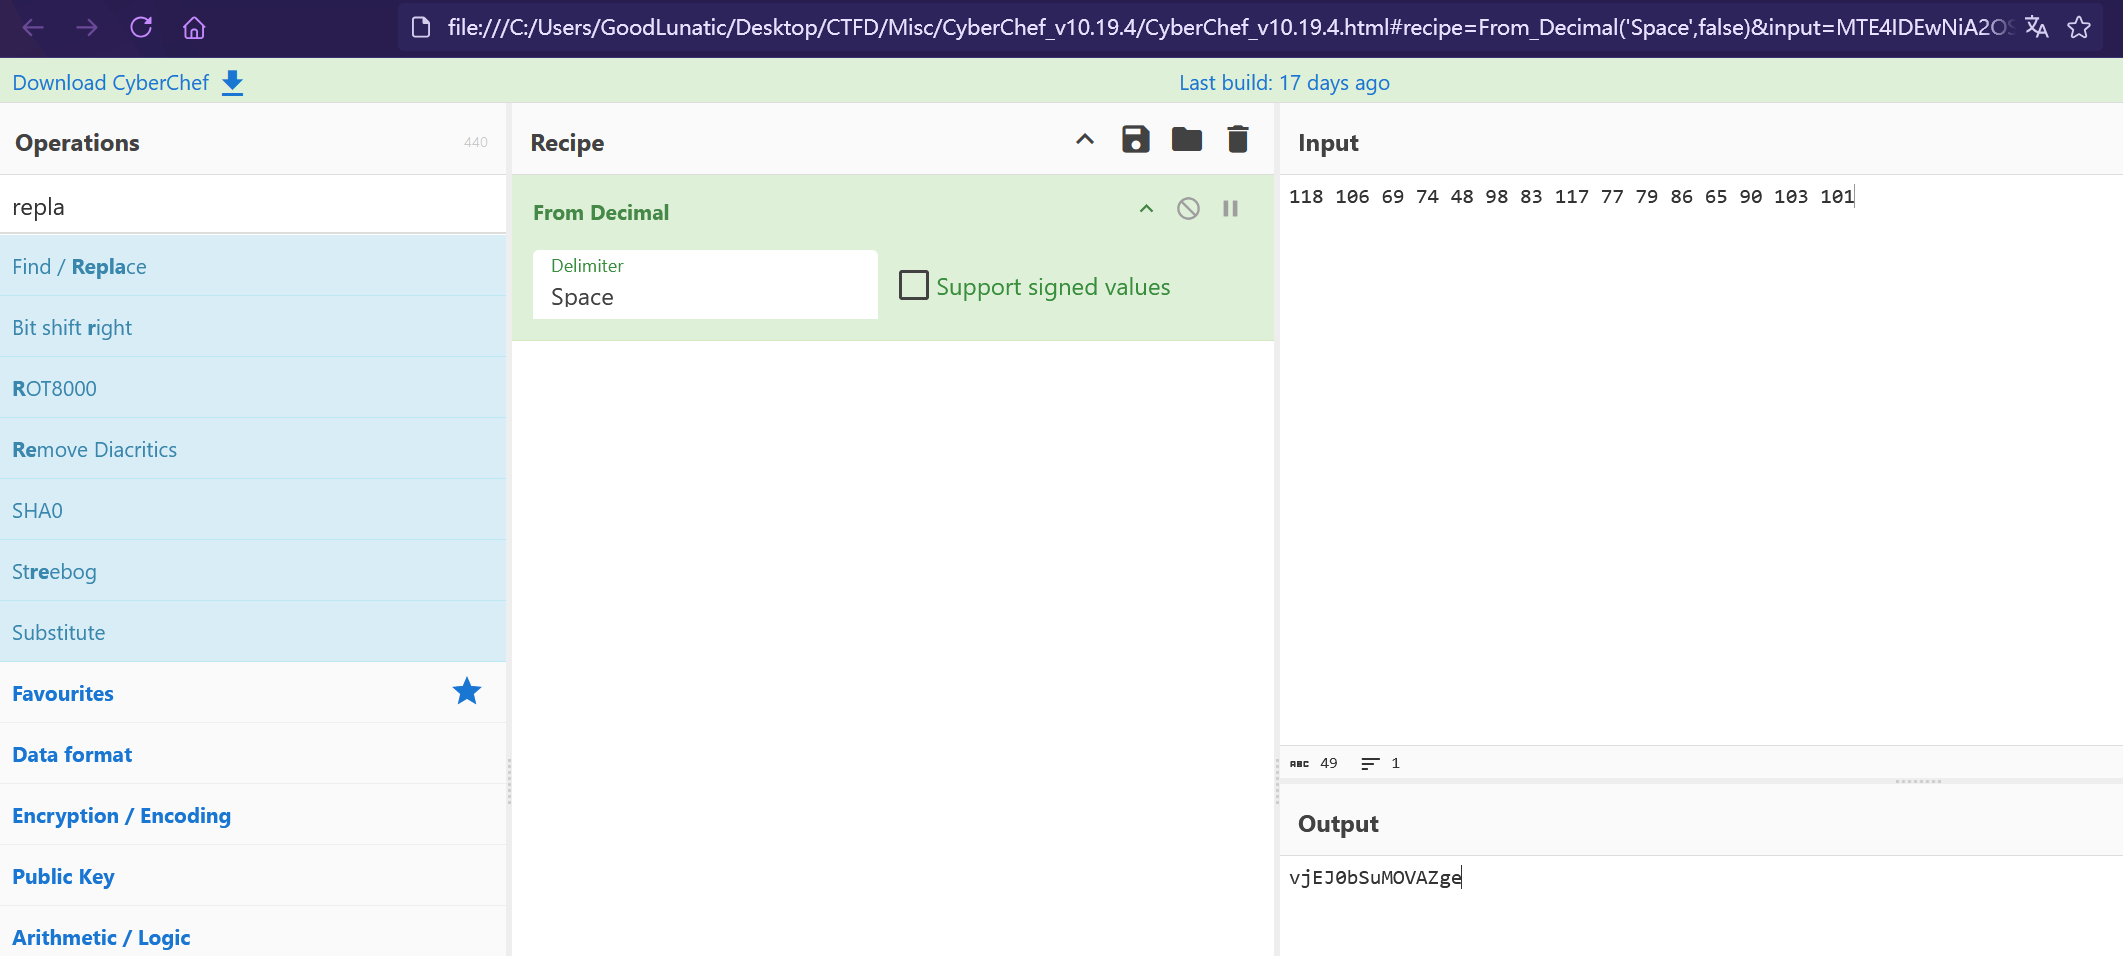 file:///C:/Users/GoodLunatic/Desktop/CTFD/Misc/CyberChef_v10.19.4/CyberChef_v10.19.4.html#recipe=From_Decimal('Space',false)&input=MTE4IDEwNiA2OS
Download CyberChef
Last build: 17 days ago
Operations
440
repla
Find / Replace
Bit shift right
ROT8000
Remove Diacritics
SHA0
Streebog
Substitute
Favourites
Data format
Encryption / Encoding
Public Key
Arithmetic / Logic
Recipe
From Decimal
Delimiter
Space
Support signed values
Input
118 106 69 74 48 98 83 117 77 79 86 65 90 103 101
ABC 49 1
Output
vjEJ0bSuMOVAZge